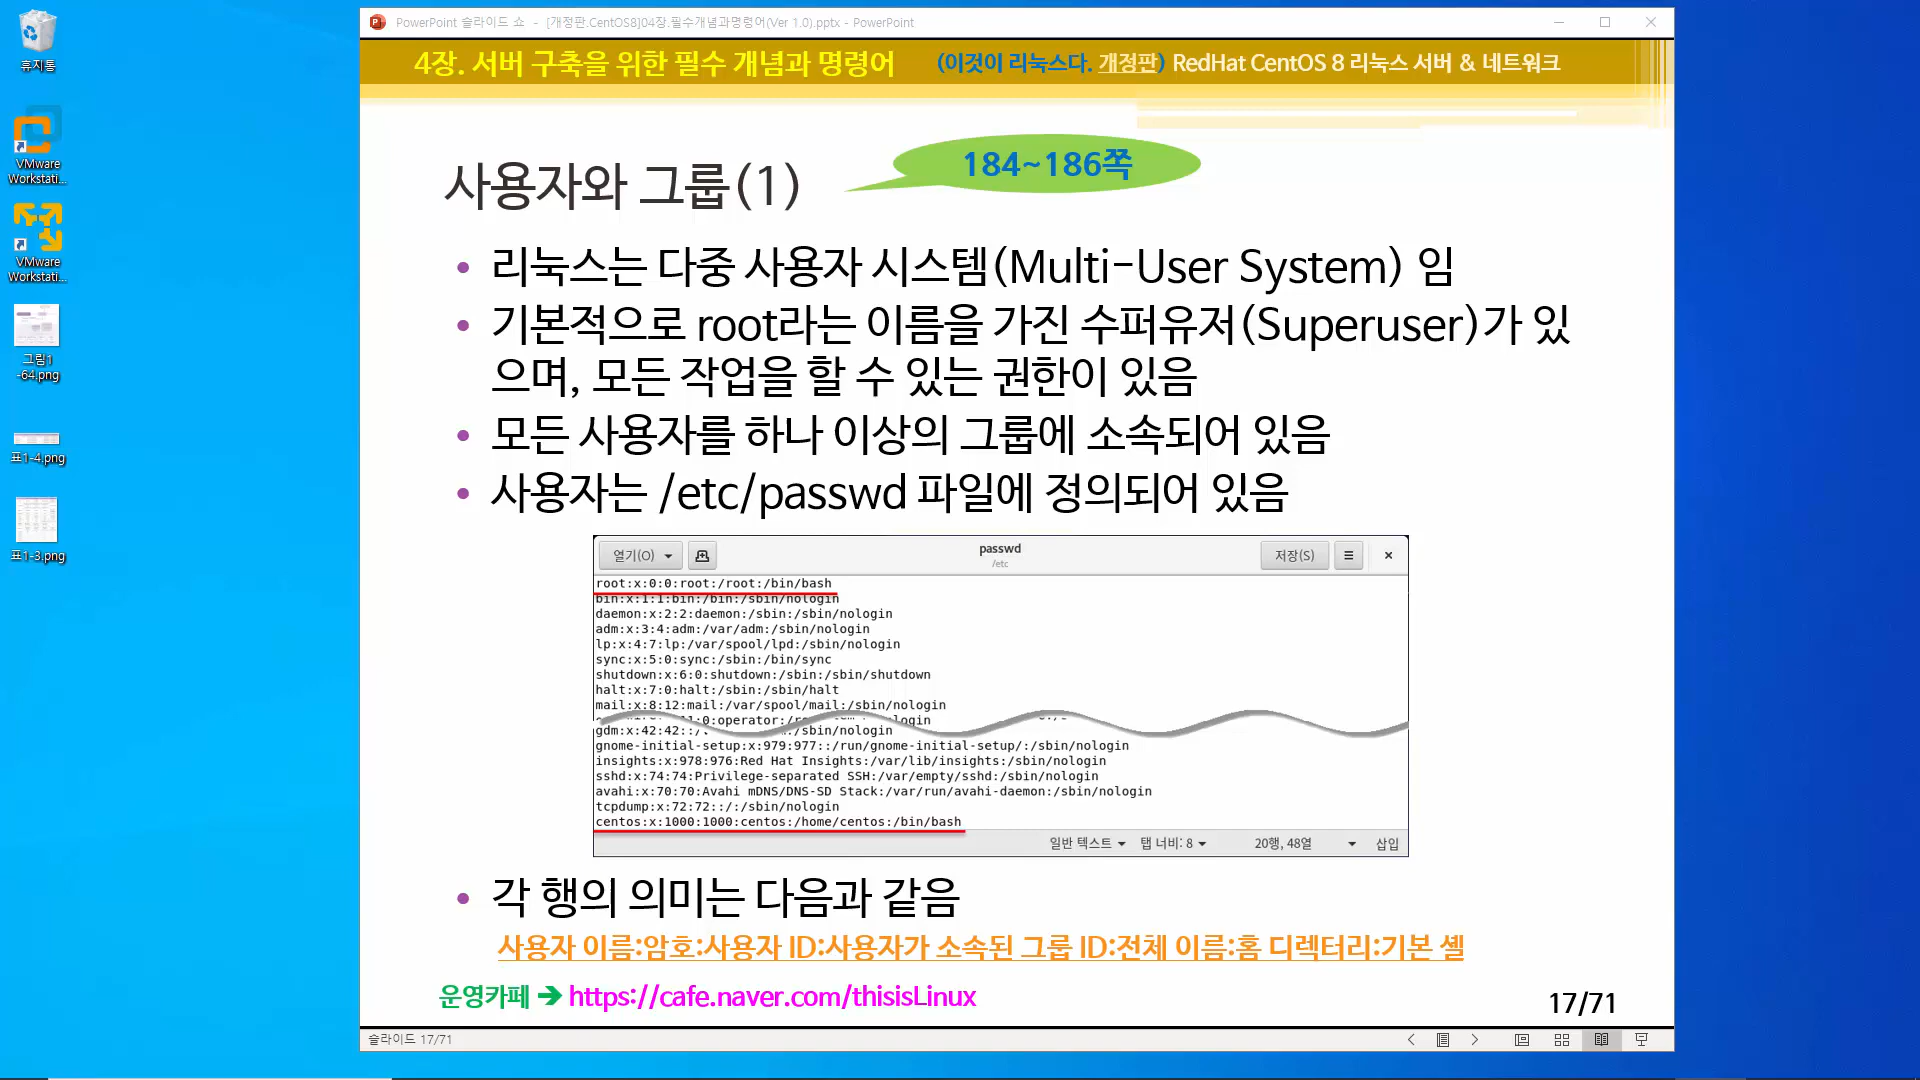 휴지통
VMware
Workstati...
VMware
Workstati...
그림1
-64.png
표1-4.png
표1-3.png
PowerPoint 슬라이드 쇼 - [개정판.CentOS8]04장.필수개념과명령어(Ver 1.0).pptx - PowerPoint
4장. 서버 구축을 위한 필수 개념과 명령어 (이것이 리눅스다. 개정판) RedHat CentOS 8 리눅스 서버 & 네트워크
사용자와 그룹(1)
184~186쪽
• 리눅스는 다중 사용자 시스템(Multi-User System) 임
• 기본적으로 root라는 이름을 가진 수퍼유저(Superuser)가 있
으며, 모든 작업을 할 수 있는 권한이 있음
• 모든 사용자를 하나 이상의 그룹에 소속되어 있음
• 사용자는 /etc/passwd 파일에 정의되어 있음
열기(O) passwd 저장(S)
/etc
root:x:0:0:root:/root:/bin/bash
bin:x:1:1:bin:/bin:/sbin/nologin
daemon:x:2:2:daemon:/sbin:/sbin/nologin
adm:x:3:4:adm:/var/adm:/sbin/nologin
lp:x:4:7:lp:/var/spool/lpd:/sbin/nologin
sync:x:5:0:sync:/sbin:/bin/sync
shutdown:x:6:0:shutdown:/sbin:/sbin/shutdown
halt:x:7:0:halt:/sbin:/sbin/halt
mail:x:8:12:mail:/var/spool/mail:/sbin/nologin
gdm:x:42:42::/
gnome-initial-setup:x:979:977::/run/gnome-initial-setup/:/sbin/nologin
insights:x:978:976:Red Hat Insights:/var/lib/insights:/sbin/nologin
sshd:x:74:74:Privilege-separated SSH:/var/empty/sshd:/sbin/nologin
avahi:x:70:70:Avahi mDNS/DNS-SD Stack:/var/run/avahi-daemon:/sbin/nologin
tcpdump:x:72:72::/:/sbin/nologin
centos:x:1000:1000:centos:/home/centos:/bin/bash
일반 텍스트 탭 너비: 8 20행, 48열 삽입
• 각 행의 의미는 다음과 같음
사용자 이름:암호:사용자 ID:사용자가 소속된 그룹 ID:전체 이름:홈 디렉터리:기본 셸
운영카페 ➔ https://cafe.naver.com/thisisLinux
17/71
슬라이드 17/71